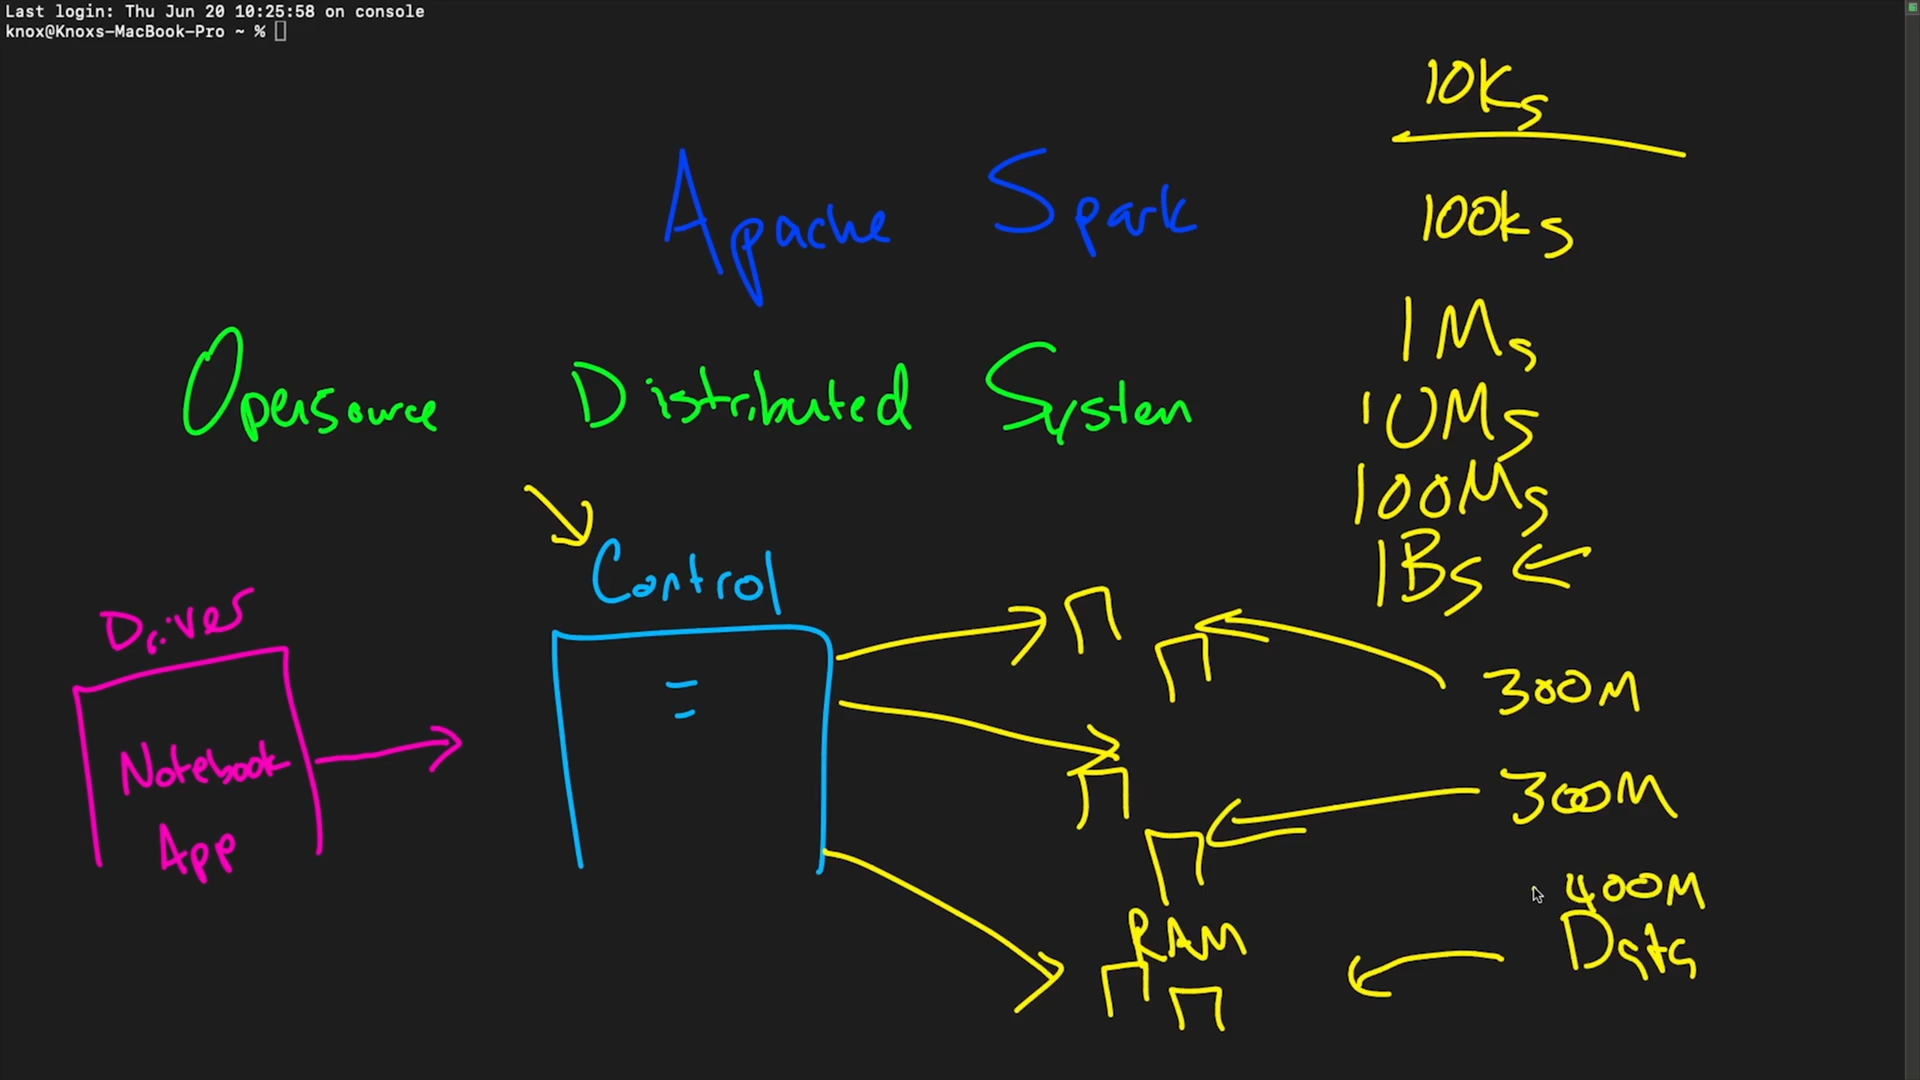 Last login: Thu Jun 20 10:25:58 on console
knox@Knoxs-MacBook-Pro ~ %
10Ks
Apache Spark
100ks
1Ms
Opensource Distributed System
10Ms
100Ms
1Bs
Control
Driver
300M
Notebook
300M
App
400M
RAM
Data